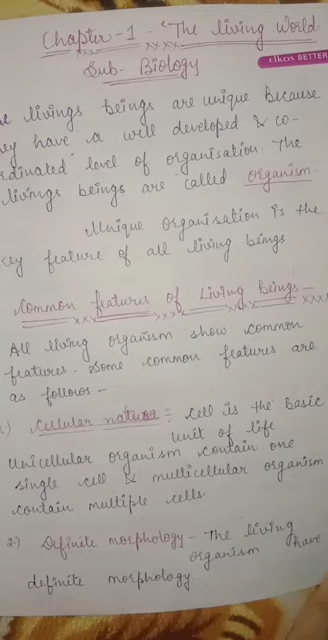 Chapter-1 - "The living World
Sub- Biology
elkos BETTER
livings beings are unique because
have a well developed & co-
rdinated level of organisation. The
livings beings are called organism.
Unique organisation is the
key feature of all living beings
Common features of Living beings -
All living organism show common
features. Some common features are
as follows -
1) Cellular nature :- Cell is the basic
unit of life
Unicellular organism contain one
single cell & multicellular organism
contain multiple cells.
2.) Definite morphology - The living
organism have
definite morphology